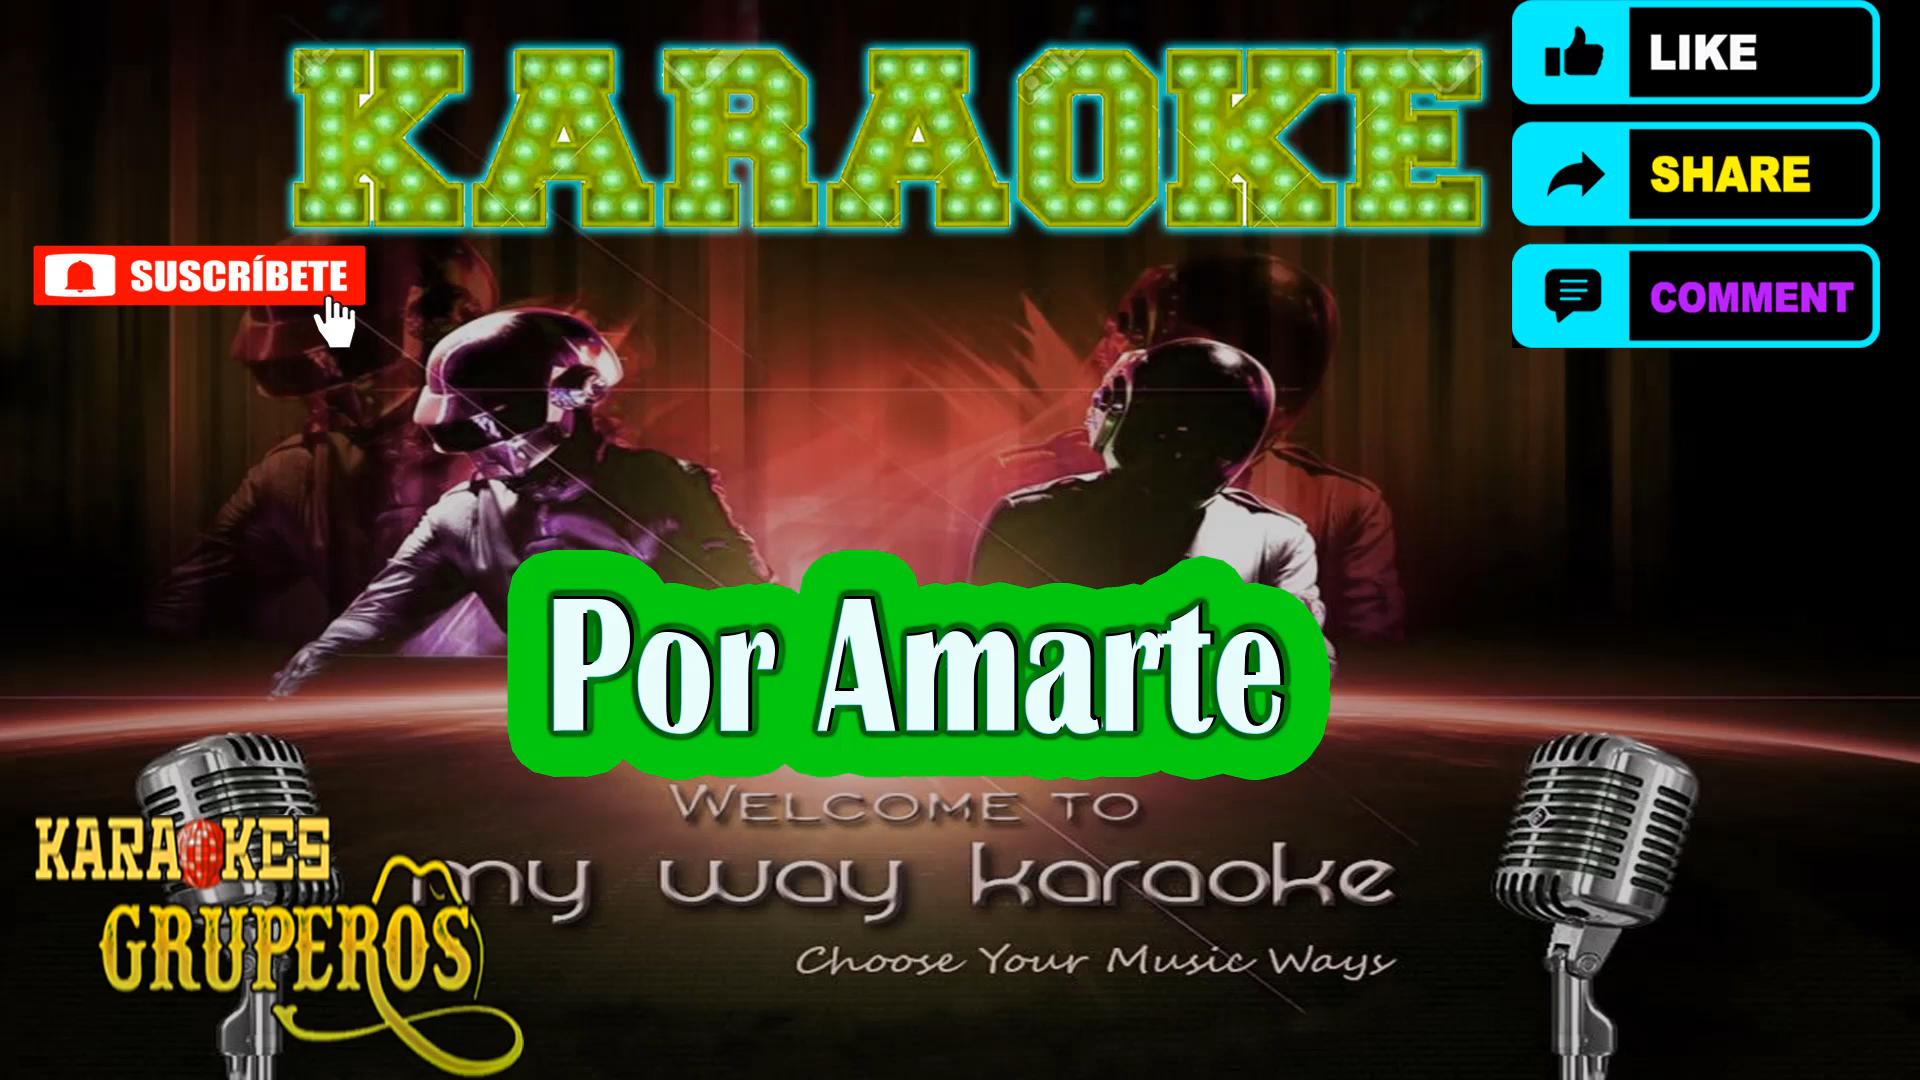 KARAOKE
LIKE
SHARE
COMMENT
SUSCRÍBETE
Por Amarte
WELCOME TO
my way karaoke
Choose Your Music Ways
KARAOKES
GRUPEROS